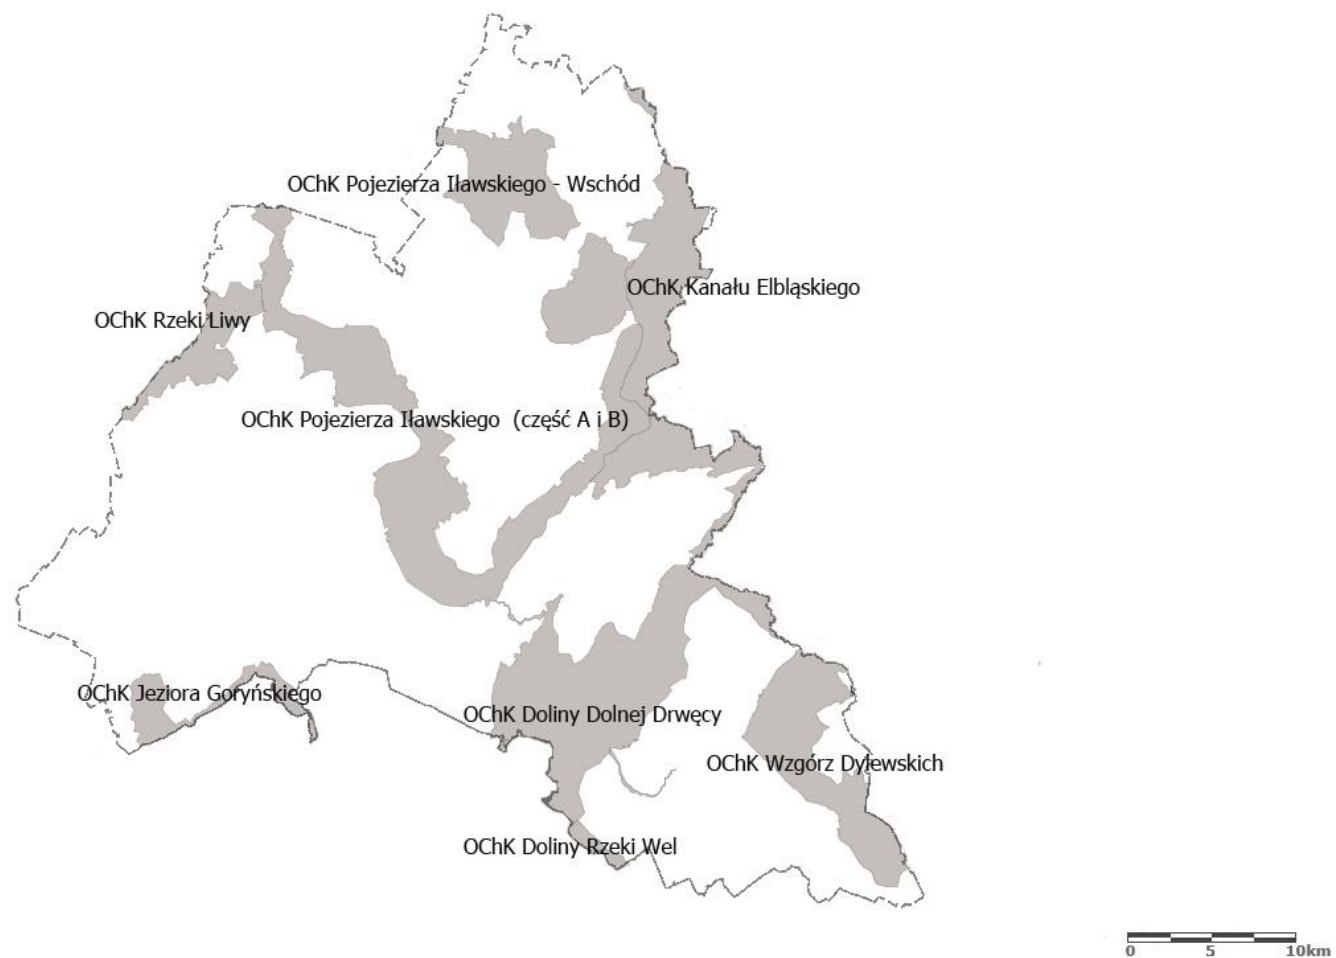 OChK Pojezierza Iławskiego - Wschód
OChK Kanału Elbląskiego
OChK Rzeki Liwy
OChK Pojezierza Iławskiego (część A i B)
OChK Jeziora Goryńskiego
OChK Doliny Dolnej Drwęcy
OChK Wzgórz Dylewskich
OChK Doliny Rzeki Wel
0 5 10km